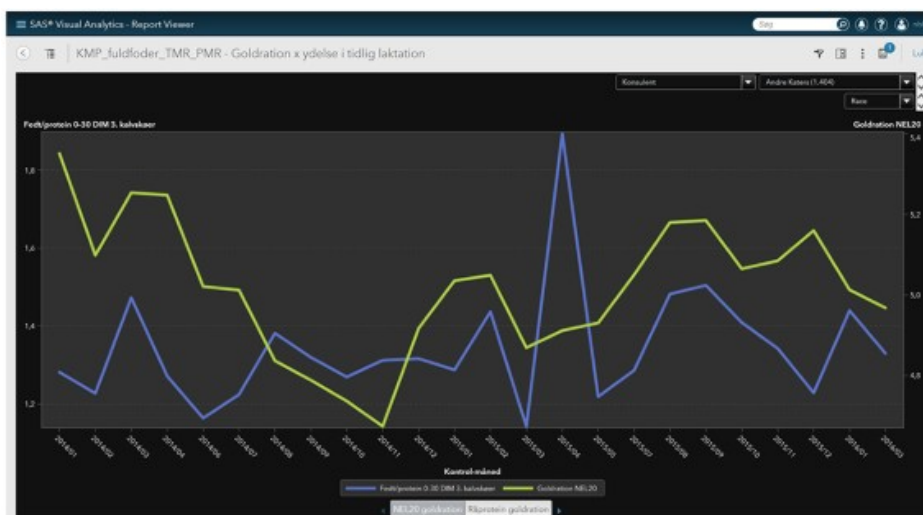 SAS® Visual Analytics - Report Viewer
Søg
KMP_fuldfoder_TMR_PMR - Goldration x ydelse i tidlig laktation
Konsulent
Andre Katers (1.404)
Race
Fedt/protein 0-30 DIM 3. kalvskøer
Goldration NEL20
1,8
1,6
1,4
1,2
5,4
5,2
5,0
4,8
2014/01
2014/02
2014/03
2014/04
2014/06
2014/07
2014/08
2014/09
2014/10
2014/11
2014/12
2015/01
2015/02
2015/03
2015/04
2015/05
2015/07
2015/08
2015/09
2015/10
2015/11
2015/12
2016/01
2016/03
Kontrol-måned
Fedt/protein 0-30 DIM 3. kalvskøer
Goldration NEL20
NEL20 goldration
Råprotein goldration